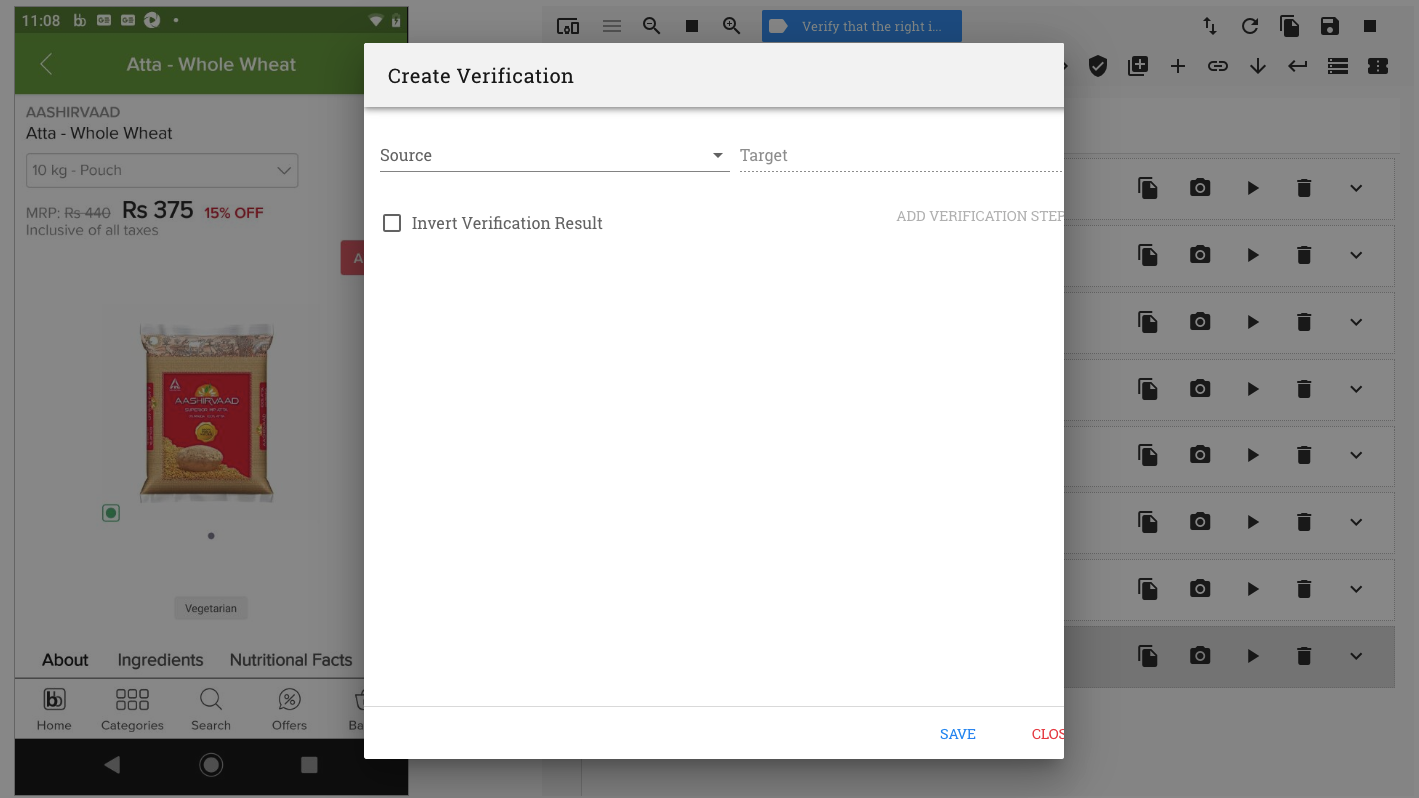 11:08
Atta - Whole Wheat
AASHIRVAAD
Atta - Whole Wheat
10 kg - Pouch
MRP: Rs 440 Rs 375 15% OFF
Inclusive of all taxes
A
AASHIRVAAD
Vegetarian
About Ingredients Nutritional Facts
Home Categories Search Offers Ba
Verify that the right i...
Create Verification
Source Target
Invert Verification Result
ADD VERIFICATION STEP
SAVE CLOS